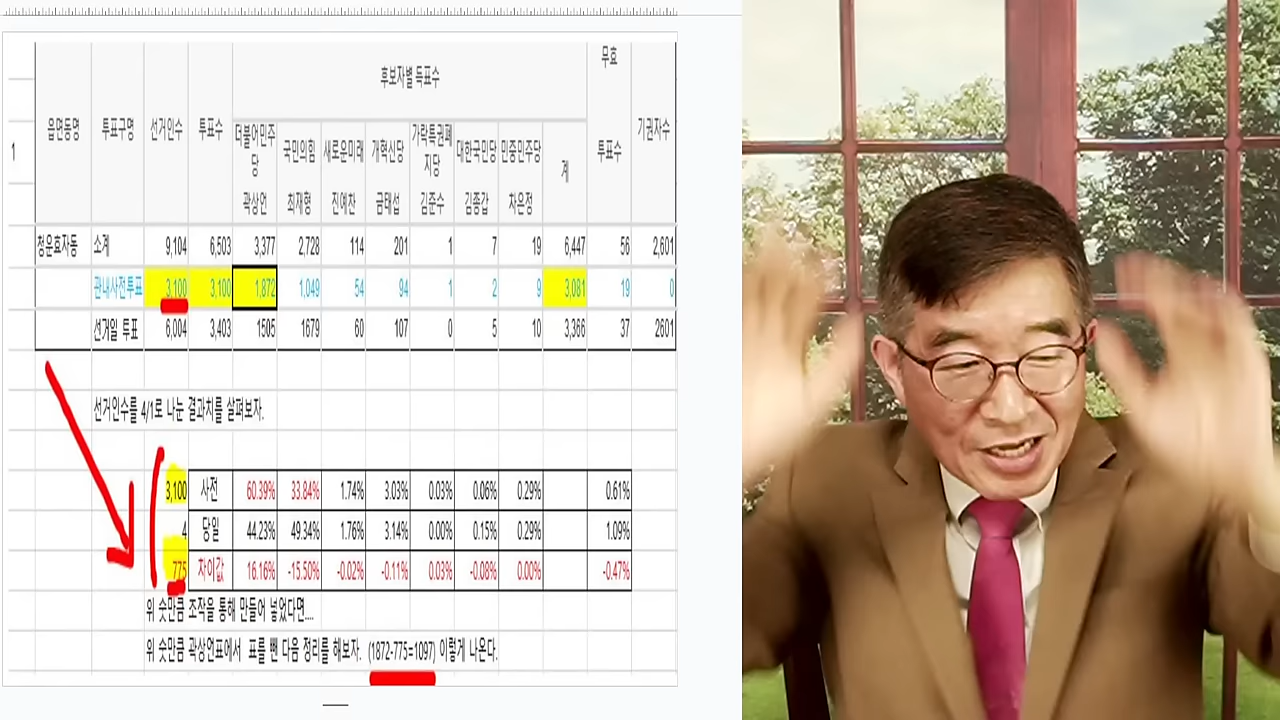 후보자별 득표수
무효
읍면동명 투표구명 선거인수 투표수 투표수 기권자수
더불어민주 국민의힘 새로운미래 개혁신당 가락특권폐 대한국민당 민중민주당 계
당 지당
곽상언 최재형 진예찬 금태섭 김준수 김종갑 차은정
1
청운효자동 소계 9,104 6,503 3,377 2,728 114 201 1 7 19 6,447 56 2,601
관내사전투표 3,100 3,100 1,872 1,049 54 94 1 2 9 3,081 19 0
선거일 투표 6,004 3,403 1505 1679 60 107 0 5 10 3,366 37 2601
선거인수를 4/1로 나눈 결과치를 살펴보자.
3,100 사전 60.39% 33.84% 1.74% 3.03% 0.03% 0.06% 0.29% 0.61%
4 당일 44.23% 49.34% 1.76% 3.14% 0.00% 0.15% 0.29% 1.09%
775 차이값 16.16% -15.50% -0.02% -0.11% 0.03% -0.08% 0.00% -0.47%
위 숫만큼 조작을 통해 만들어 넣었다면....
위 숫만큼 곽상언표에서 표를 뺀 다음 정리를 해보자. (1872-775=1097) 이렇게 나온다.